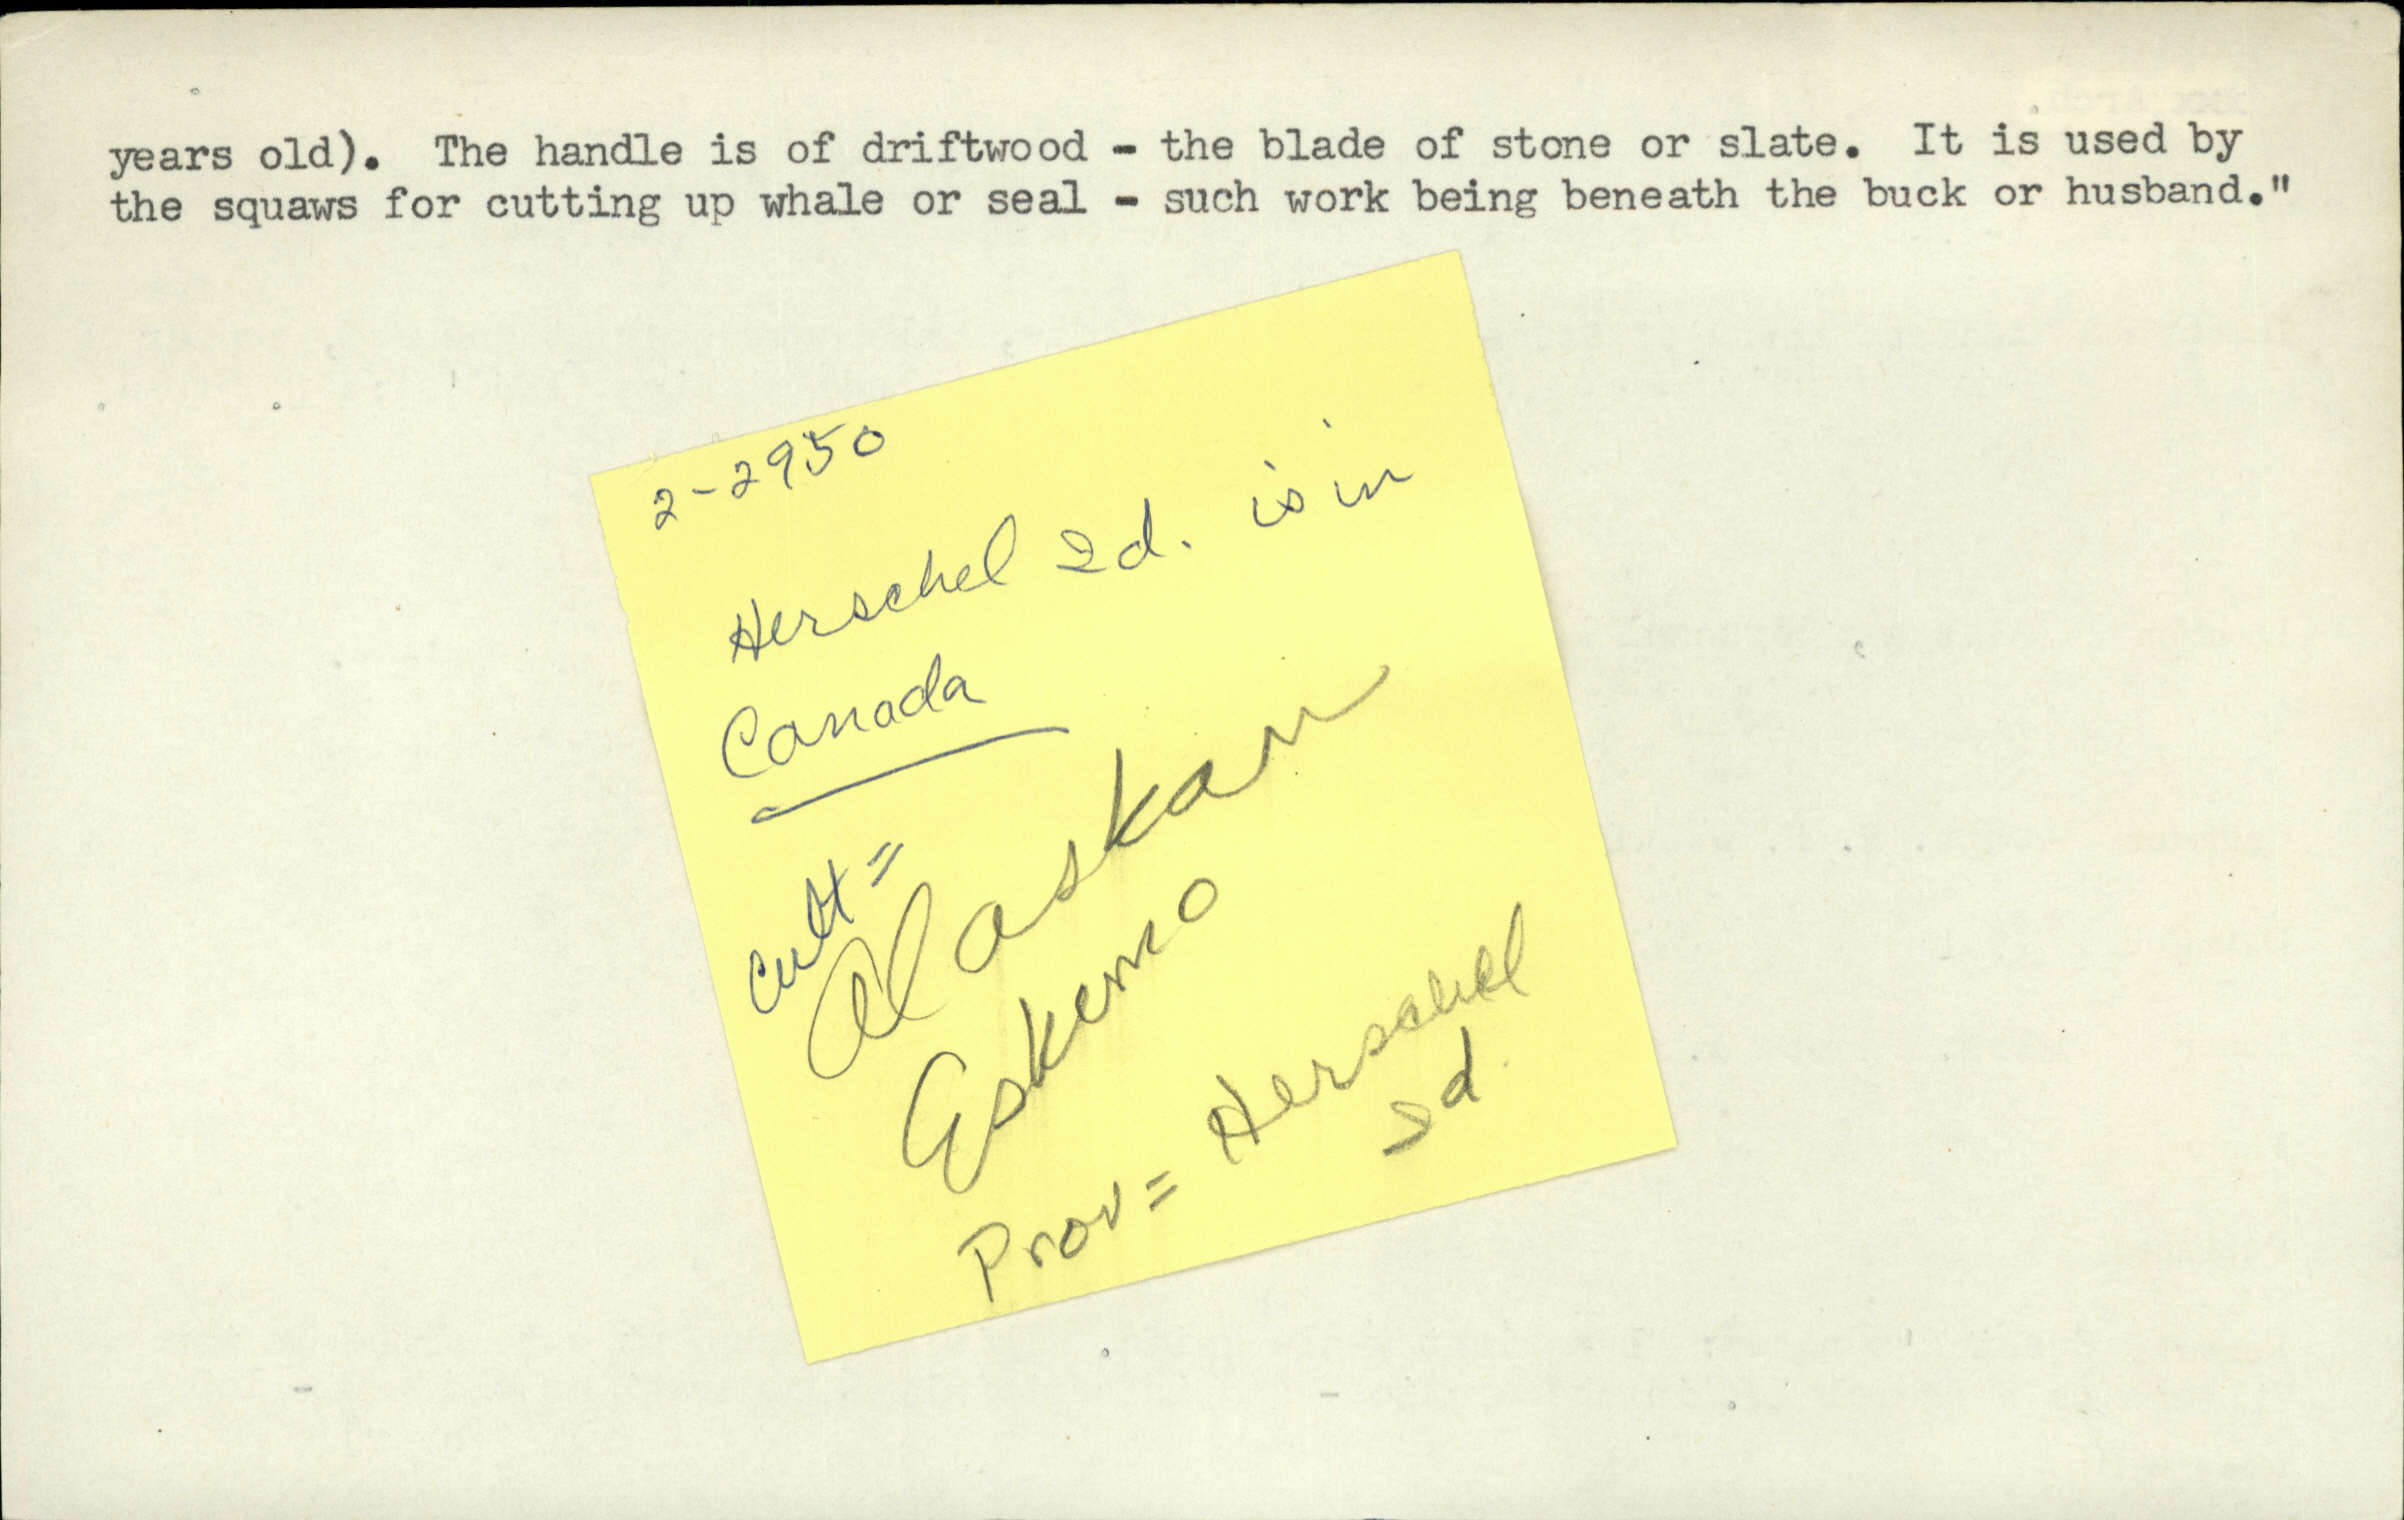 years old). The handle is of driftwood - the blade of stone or slate. It is used by
the squaws for cutting up whale or seal - such work being beneath the buck or husband."
2-2950
Herschel Id. is in
Canada
Cult =
Alaskan
Eskimo
Prov = Herschel
Id.